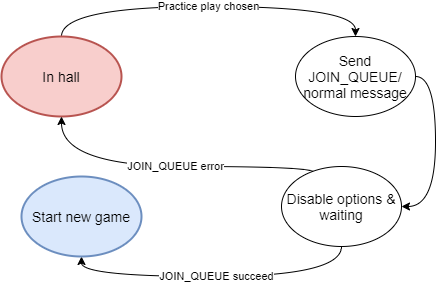 Practice play chosen
In hall
Send
JOIN_QUEUE/
normal message
JOIN_QUEUE error
Disable options &
waiting
Start new game
JOIN_QUEUE succeed